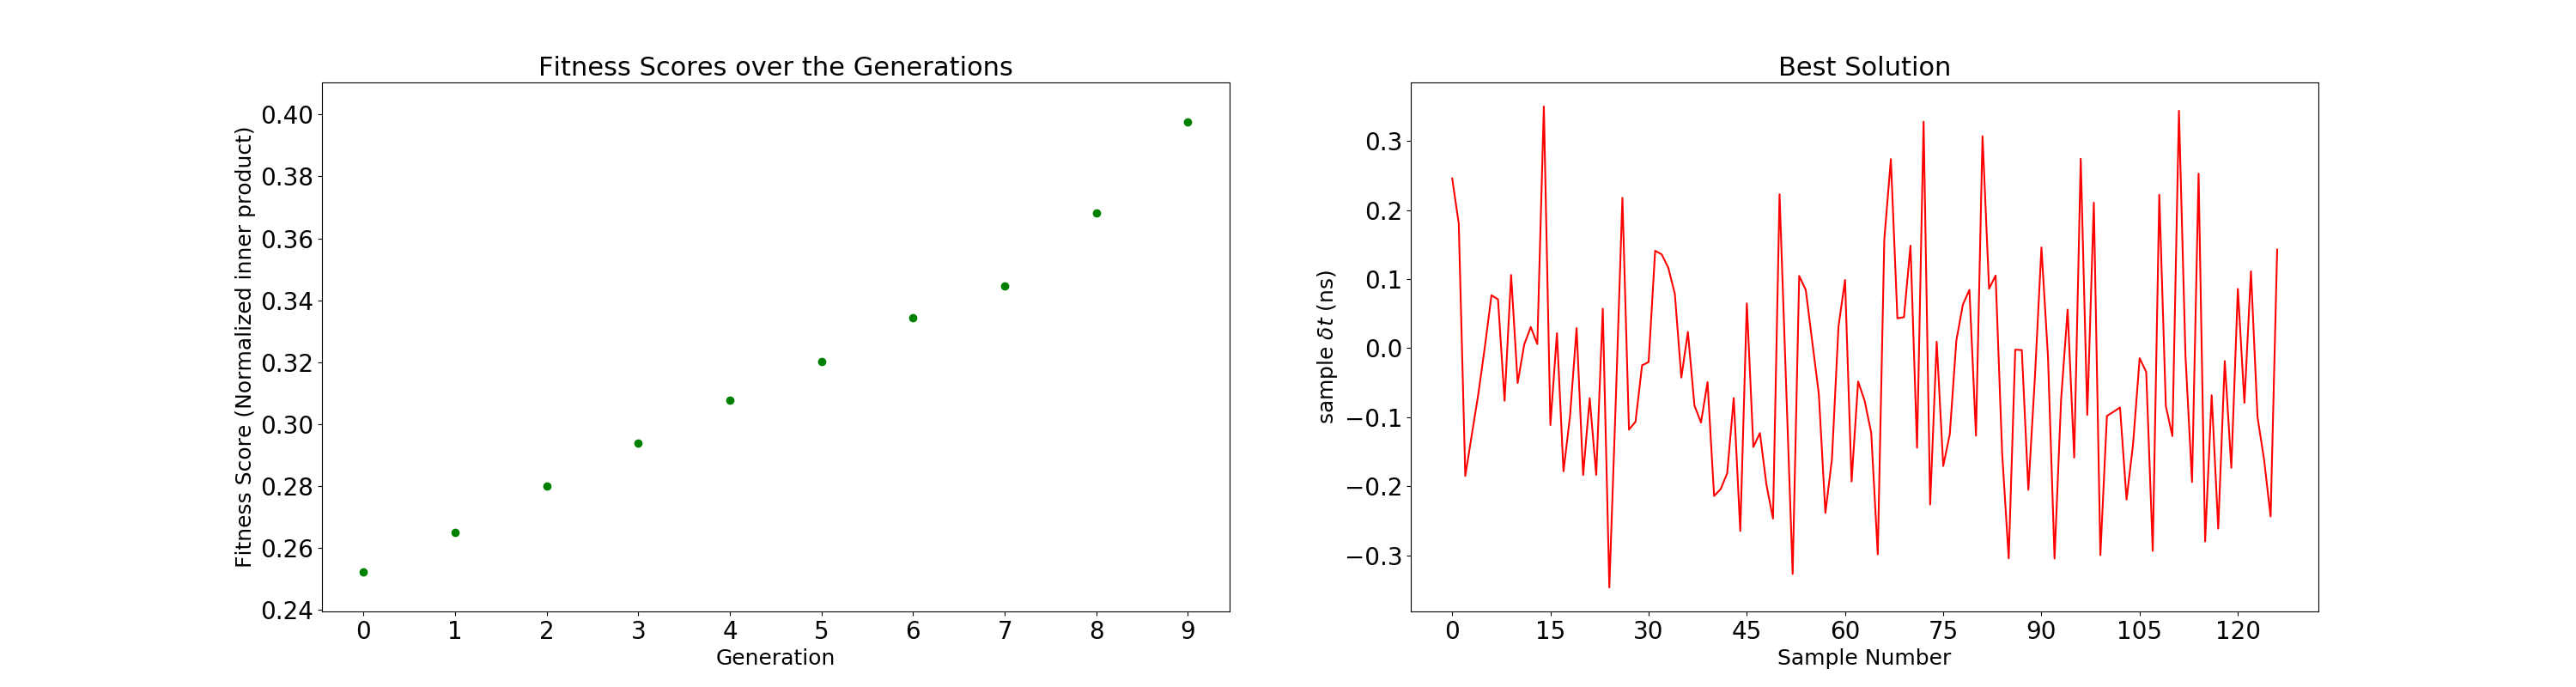 Fitness Scores over the Generations
Fitness Score (Normalized inner product)
0.40
0.38
0.36
0.34
0.32
0.30
0.28
0.26
0.24
0 1 2 3 4 5 6 7 8 9
Generation
Best Solution
sample δt (ns)
0.3
0.2
0.1
0.0
−0.1
−0.2
−0.3
0 15 30 45 60 75 90 105 120
Sample Number